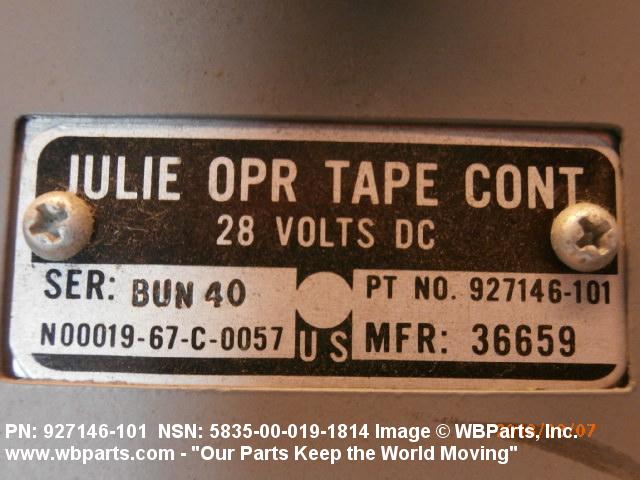 JULIE OPR TAPE CONT
28 VOLTS DC
SER: BUN 40
PT NO. 927146-101
N00019-67-C-0057
U S
MFR: 36659
PN: 927146-101 NSN: 5835-00-019-1814 Image © WBParts, Inc.
www.wbparts.com - "Our Parts Keep the World Moving"